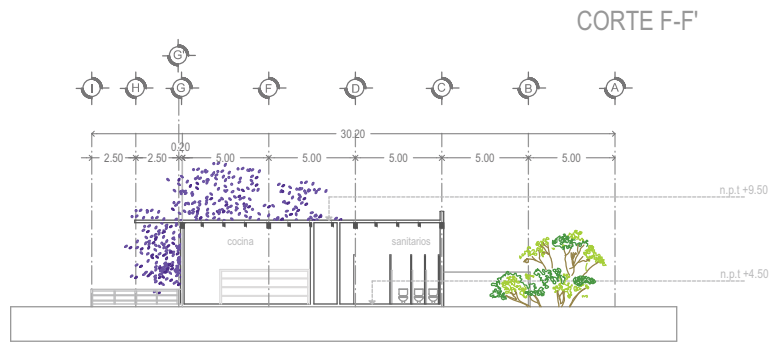 CORTE F-F'
G'
I H G F D C B A
30.20
0.20
2.50 2.50 5.00 5.00 5.00 5.00 5.00
n.p.t +9.50
cocina sanitarios
n.p.t +4.50